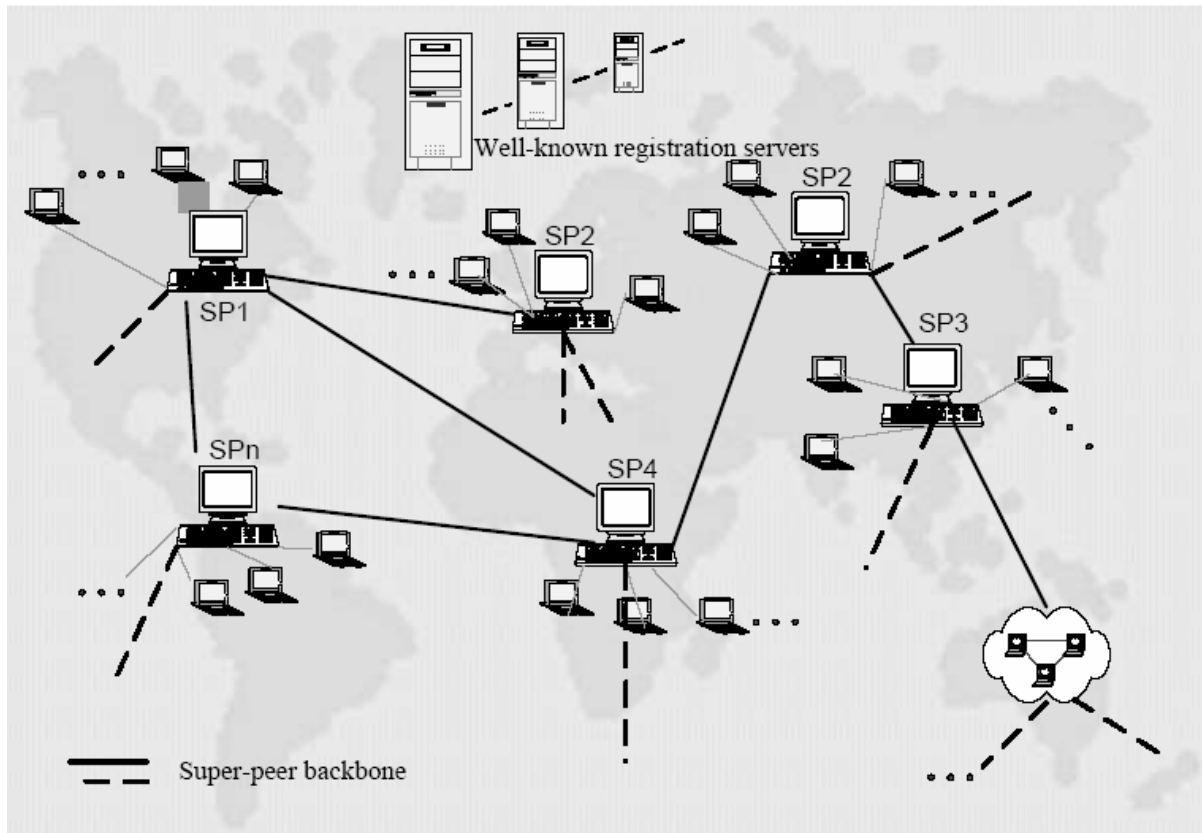 Well-known registration servers
SP2
SP2
SP1
SP3
SPn
SP4
Super-peer backbone